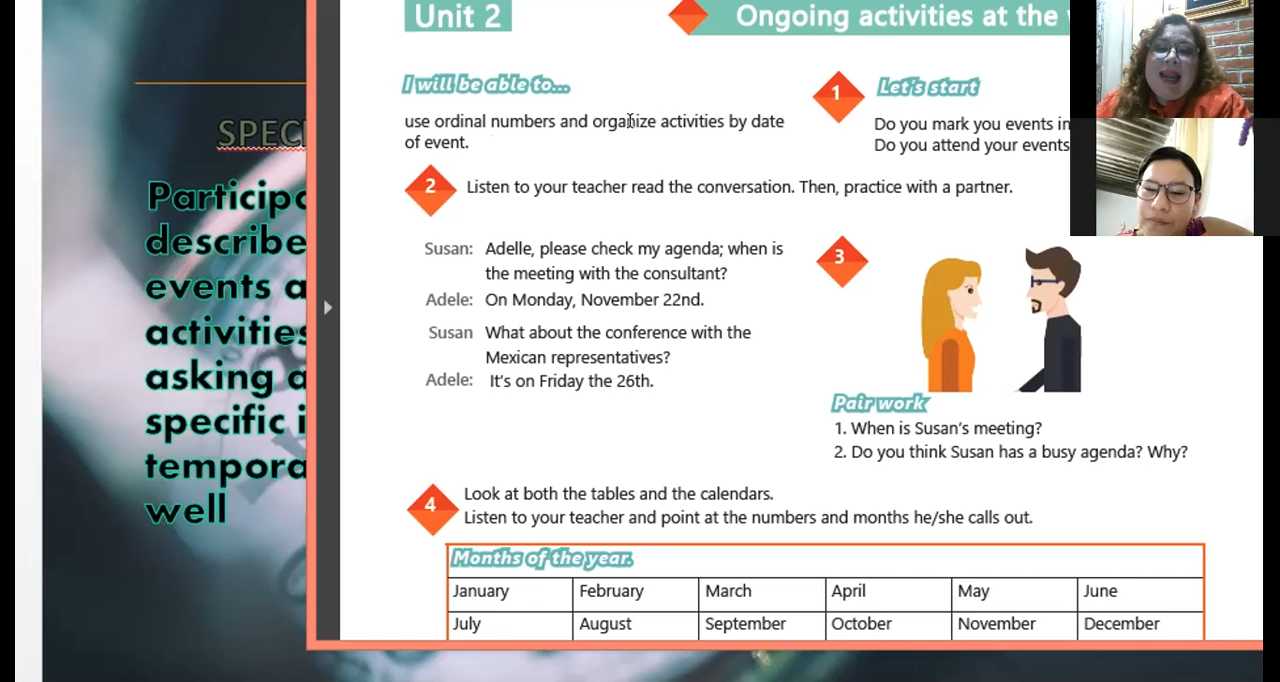 SPECI
Participa
describe
events a
activities
asking a
specific i
tempora
well
Unit 2
Ongoing activities at the
I will be able to...
use ordinal numbers and organize activities by date
of event.
1
Let's start
Do you mark you events in
Do you attend your events
2
Listen to your teacher read the conversation. Then, practice with a partner.
Susan: Adelle, please check my agenda; when is
the meeting with the consultant?
Adele: On Monday, November 22nd.
Susan What about the conference with the
Mexican representatives?
Adele: It's on Friday the 26th.
3
Pair work
1. When is Susan's meeting?
2. Do you think Susan has a busy agenda? Why?
4
Look at both the tables and the calendars.
Listen to your teacher and point at the numbers and months he/she calls out.
Months of the year.
January February March April May June
July August September October November December